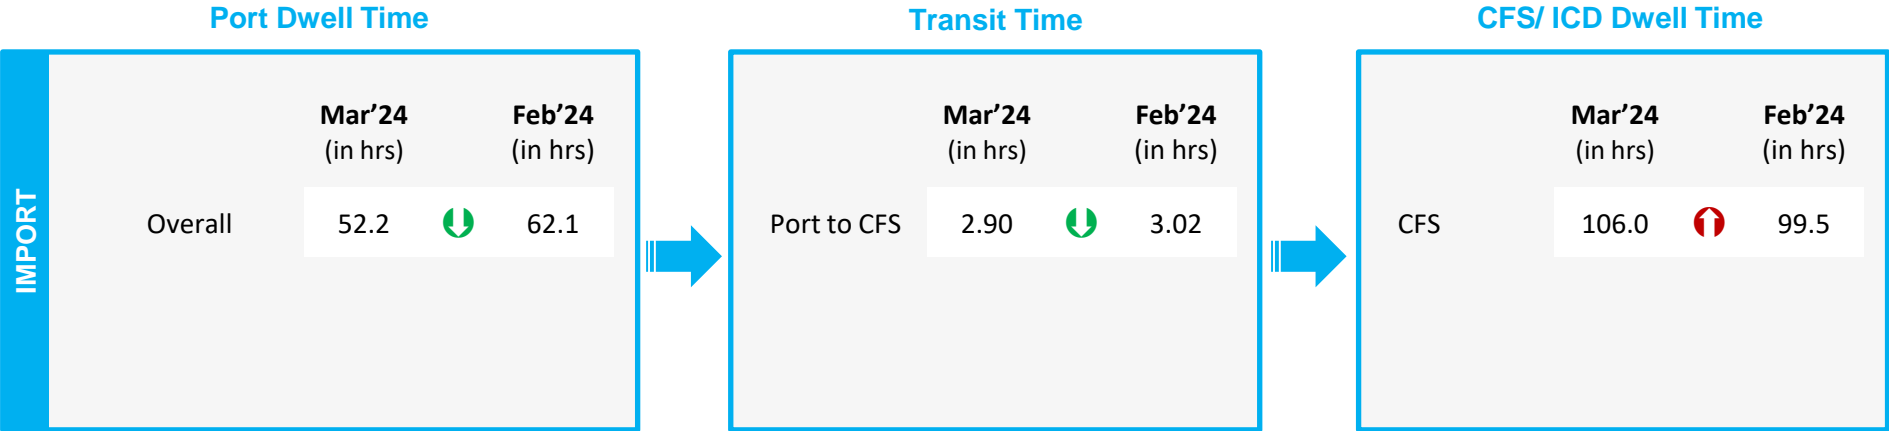 Port Dwell Time
Transit Time
CFS/ ICD Dwell Time
IMPORT
Mar’24 Feb’24
(in hrs) (in hrs)
Overall 52.2 62.1
Mar’24 Feb’24
(in hrs) (in hrs)
Port to CFS 2.90 3.02
Mar’24 Feb’24
(in hrs) (in hrs)
CFS 106.0 99.5